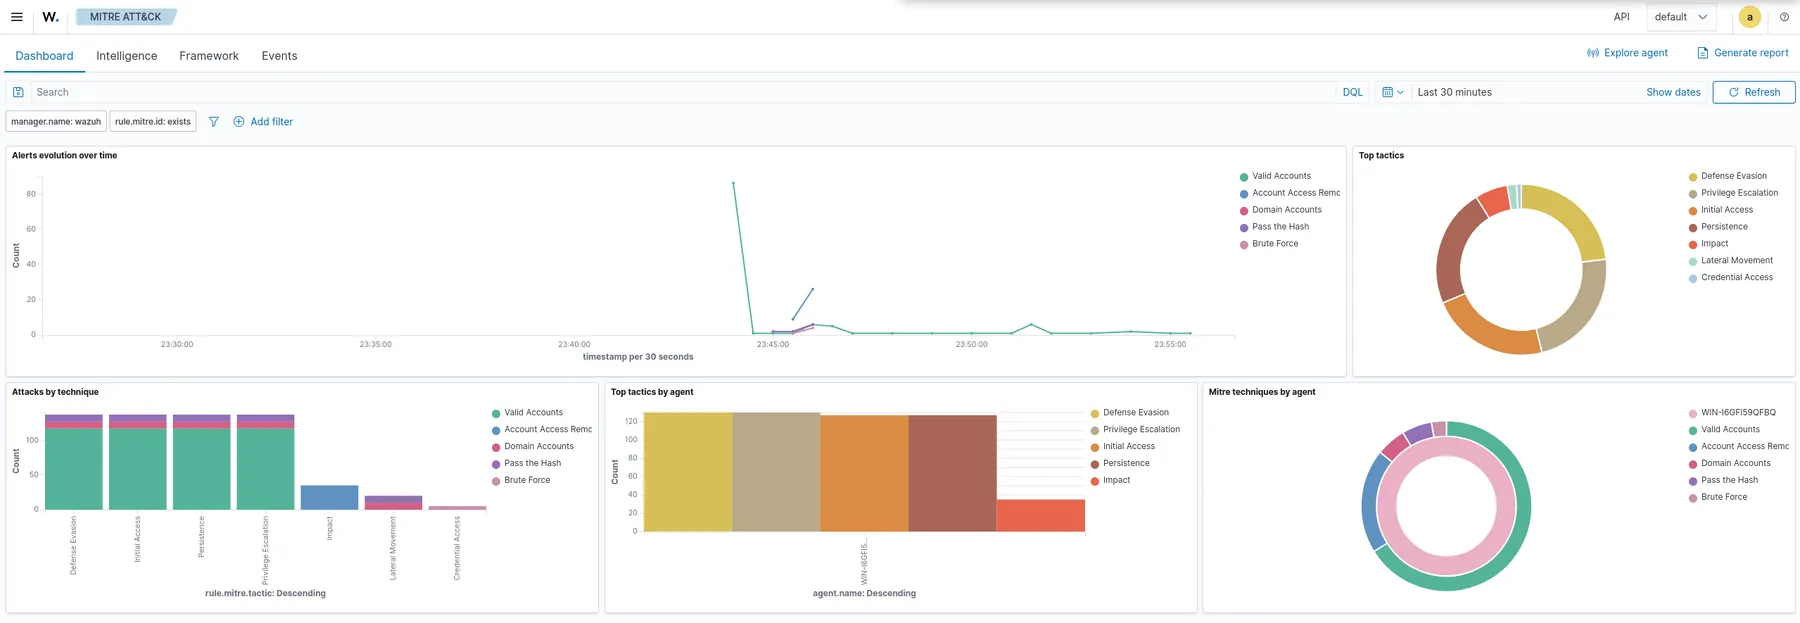 W.
MITRE ATT&CK
API
default
a
Dashboard
Intelligence
Framework
Events
Explore agent
Generate report
Search
DQL
Last 30 minutes
Show dates
Refresh
manager.name: wazuh
rule.mitre.id: exists
Add filter
Alerts evolution over time
Count
80
60
40
20
0
23:30:00
23:35:00
23:40:00
23:45:00
23:50:00
23:55:00
timestamp per 30 seconds
Valid Accounts
Account Access Remo
Domain Accounts
Pass the Hash
Brute Force
Top tactics
Defense Evasion
Privilege Escalation
Initial Access
Persistence
Impact
Lateral Movement
Credential Access
Attacks by technique
Count
100
50
0
Defense Evasion
Initial Access
Persistence
Privilege Escalation
Impact
Lateral Movement
Credential Access
rule.mitre.tactic: Descending
Valid Accounts
Account Access Remo
Domain Accounts
Pass the Hash
Brute Force
Top tactics by agent
Count
120
100
80
60
40
20
0
WIN-I6GFI5...
agent.name: Descending
Defense Evasion
Privilege Escalation
Initial Access
Persistence
Impact
Mitre techniques by agent
WIN-I6GFI59QFBQ
Valid Accounts
Account Access Remo
Domain Accounts
Pass the Hash
Brute Force